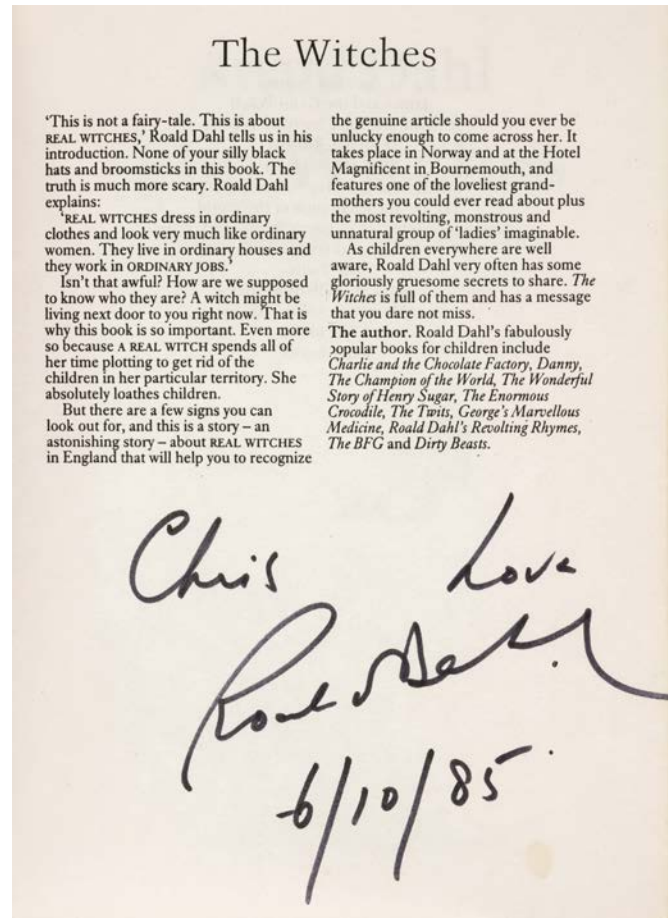 The Witches
‘This is not a fairy-tale. This is about
REAL WITCHES,’ Roald Dahl tells us in his
introduction. None of your silly black
hats and broomsticks in this book. The
truth is much more scary. Roald Dahl
explains:
‘REAL WITCHES dress in ordinary
clothes and look very much like ordinary
women. They live in ordinary houses and
they work in ORDINARY JOBS.’
Isn’t that awful? How are we supposed
to know who they are? A witch might be
living next door to you right now. That is
why this book is so important. Even more
so because A REAL WITCH spends all of
her time plotting to get rid of the
children in her particular territory. She
absolutely loathes children.
But there are a few signs you can
look out for, and this is a story – an
astonishing story – about REAL WITCHES
in England that will help you to recognize
the genuine article should you ever be
unlucky enough to come across her. It
takes place in Norway and at the Hotel
Magnificent in Bournemouth, and
features one of the loveliest grand-
mothers you could ever read about plus
the most revolting, monstrous and
unnatural group of ‘ladies’ imaginable.
As children everywhere are well
aware, Roald Dahl very often has some
gloriously gruesome secrets to share. The
Witches is full of them and has a message
that you dare not miss.
The author. Roald Dahl’s fabulously
popular books for children include
Charlie and the Chocolate Factory, Danny,
The Champion of the World, The Wonderful
Story of Henry Sugar, The Enormous
Crocodile, The Twits, George’s Marvellous
Medicine, Roald Dahl’s Revolting Rhymes,
The BFG and Dirty Beasts.
Chris Love
Roald Dahl
6/10/85